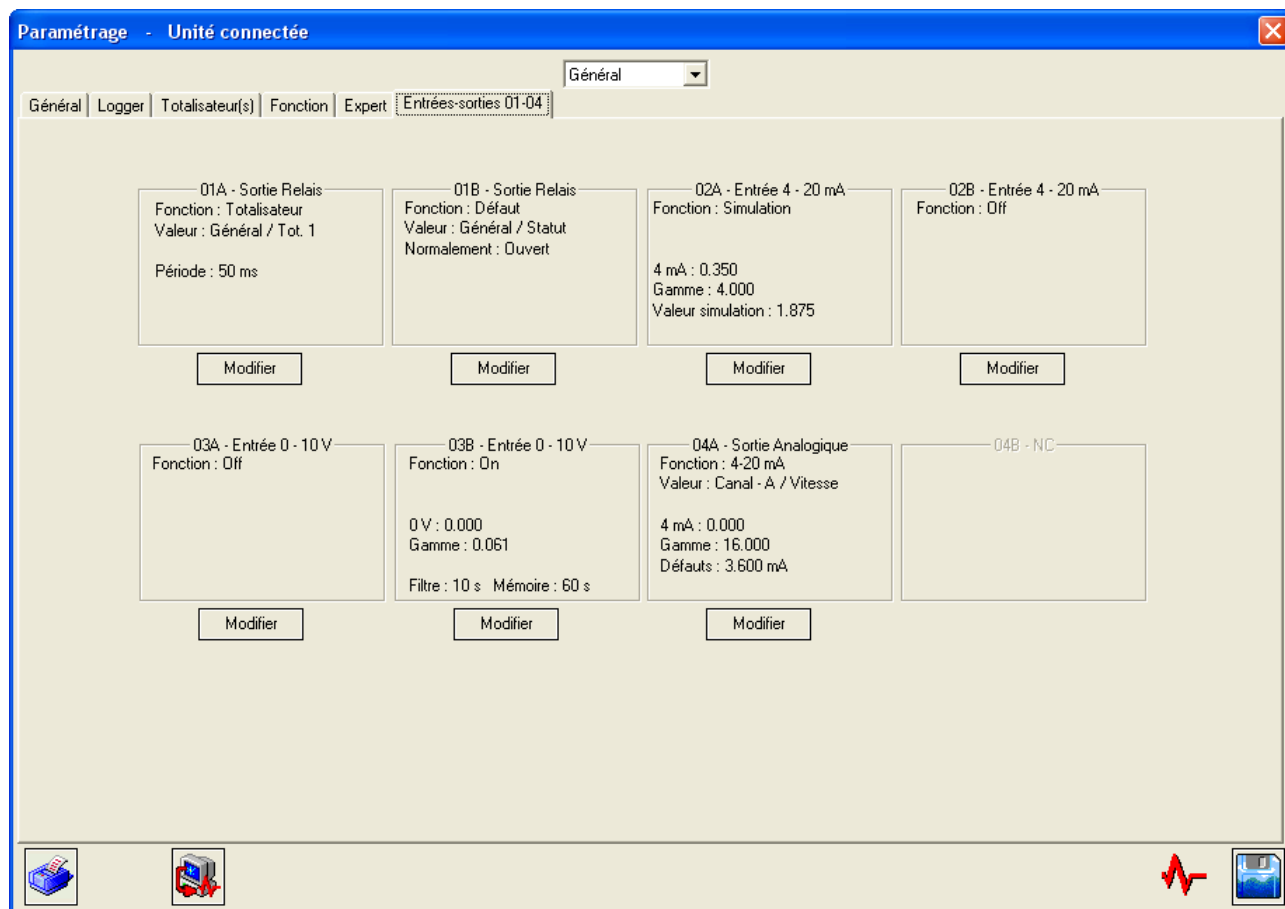 Paramétrage - Unité connectée
Général
Général Logger Totalisateur(s) Fonction Expert Entrées-sorties 01-04
01A - Sortie Relais
Fonction : Totalisateur
Valeur : Général / Tot. 1
Période : 50 ms
Modifier
01B - Sortie Relais
Fonction : Défaut
Valeur : Général / Statut
Normalement : Ouvert
Modifier
02A - Entrée 4 - 20 mA
Fonction : Simulation
4 mA : 0.350
Gamme : 4.000
Valeur simulation : 1.875
Modifier
02B - Entrée 4 - 20 mA
Fonction : Off
Modifier
03A - Entrée 0 - 10 V
Fonction : Off
Modifier
03B - Entrée 0 - 10 V
Fonction : On
0 V : 0.000
Gamme : 0.061
Filtre : 10 s Mémoire : 60 s
Modifier
04A - Sortie Analogique
Fonction : 4-20 mA
Valeur : Canal - A / Vitesse
4 mA : 0.000
Gamme : 16.000
Défauts : 3.600 mA
Modifier
04B - NC